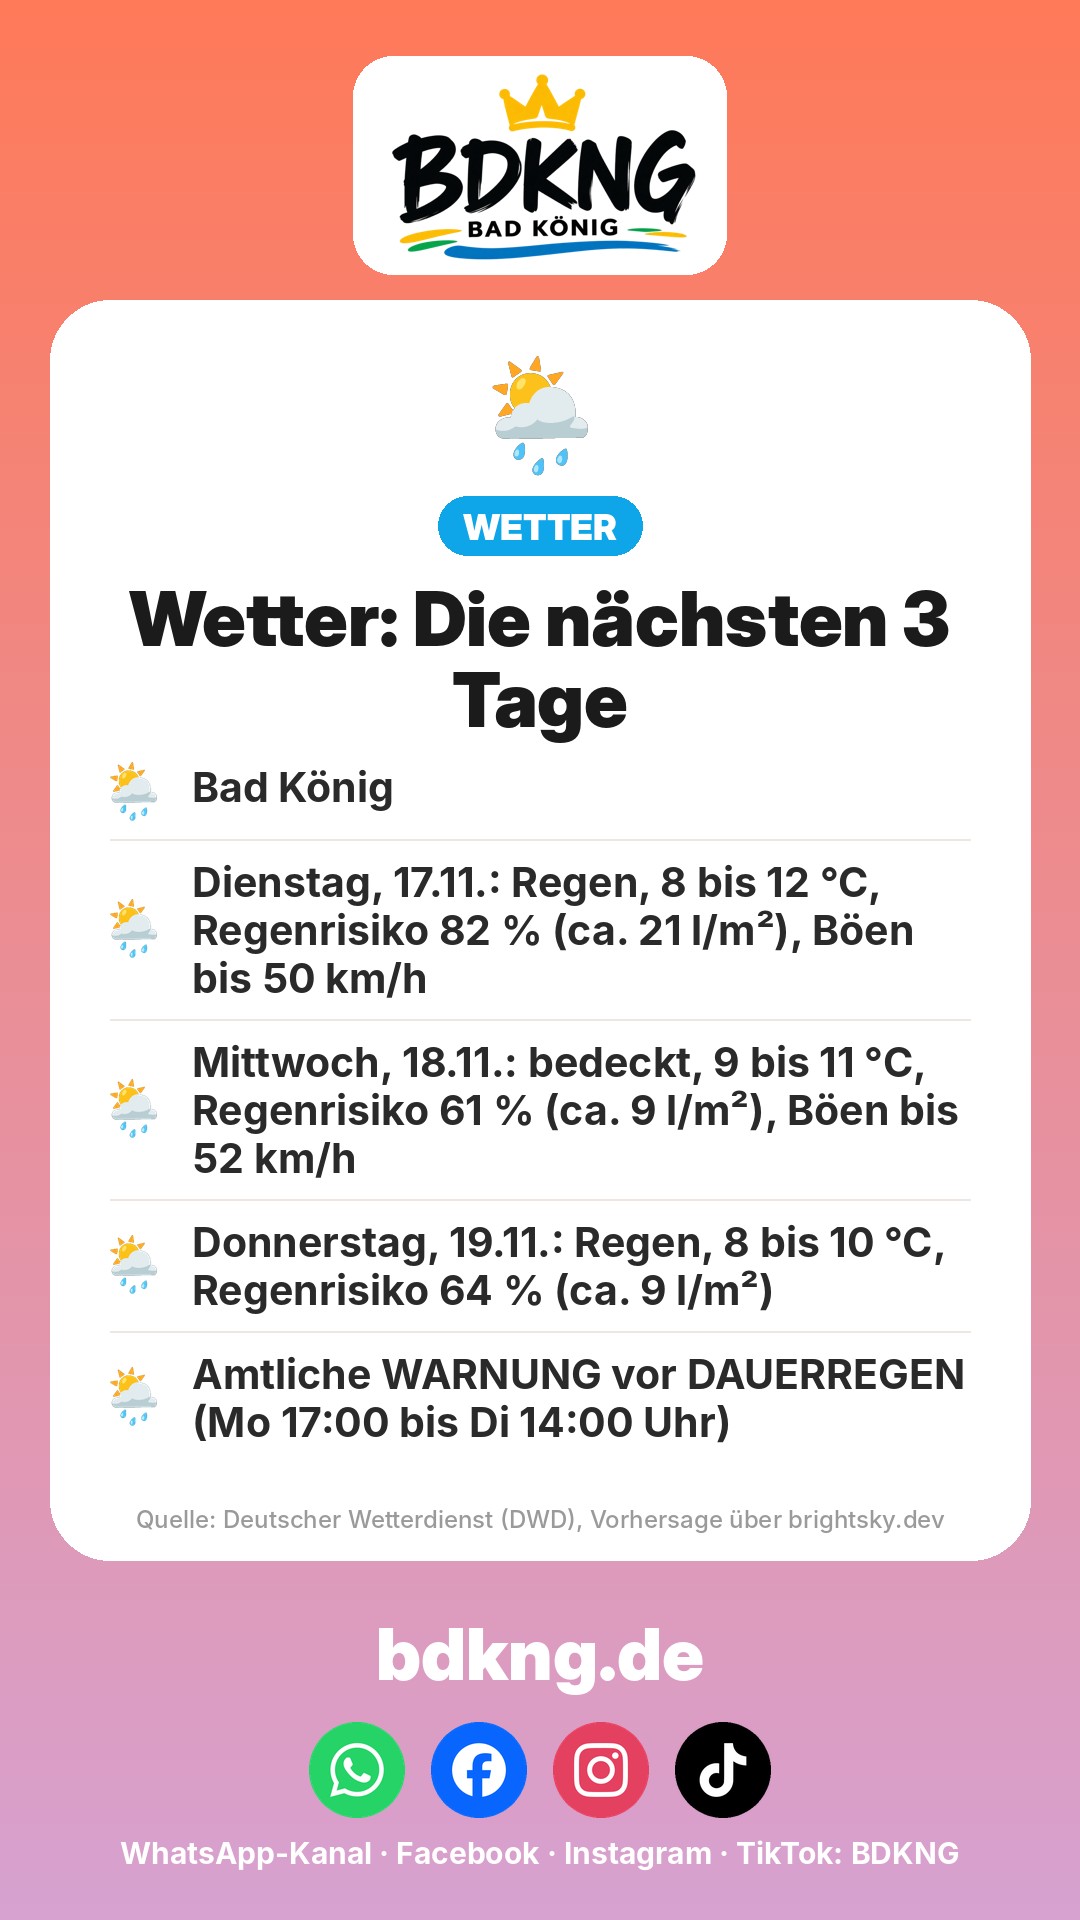 BDKNG
BAD KÖNIG
WETTER
Wetter: Die nächsten 3
Tage
Bad König
Dienstag, 17.11.: Regen, 8 bis 12 °C,
Regenrisiko 82 % (ca. 21 l/m²), Böen
bis 50 km/h
Mittwoch, 18.11.: bedeckt, 9 bis 11 °C,
Regenrisiko 61 % (ca. 9 l/m²), Böen bis
52 km/h
Donnerstag, 19.11.: Regen, 8 bis 10 °C,
Regenrisiko 64 % (ca. 9 l/m²)
Amtliche WARNUNG vor DAUERREGEN
(Mo 17:00 bis Di 14:00 Uhr)
Quelle: Deutscher Wetterdienst (DWD), Vorhersage über brightsky.dev
bdkng.de
WhatsApp-Kanal · Facebook · Instagram · TikTok: BDKNG